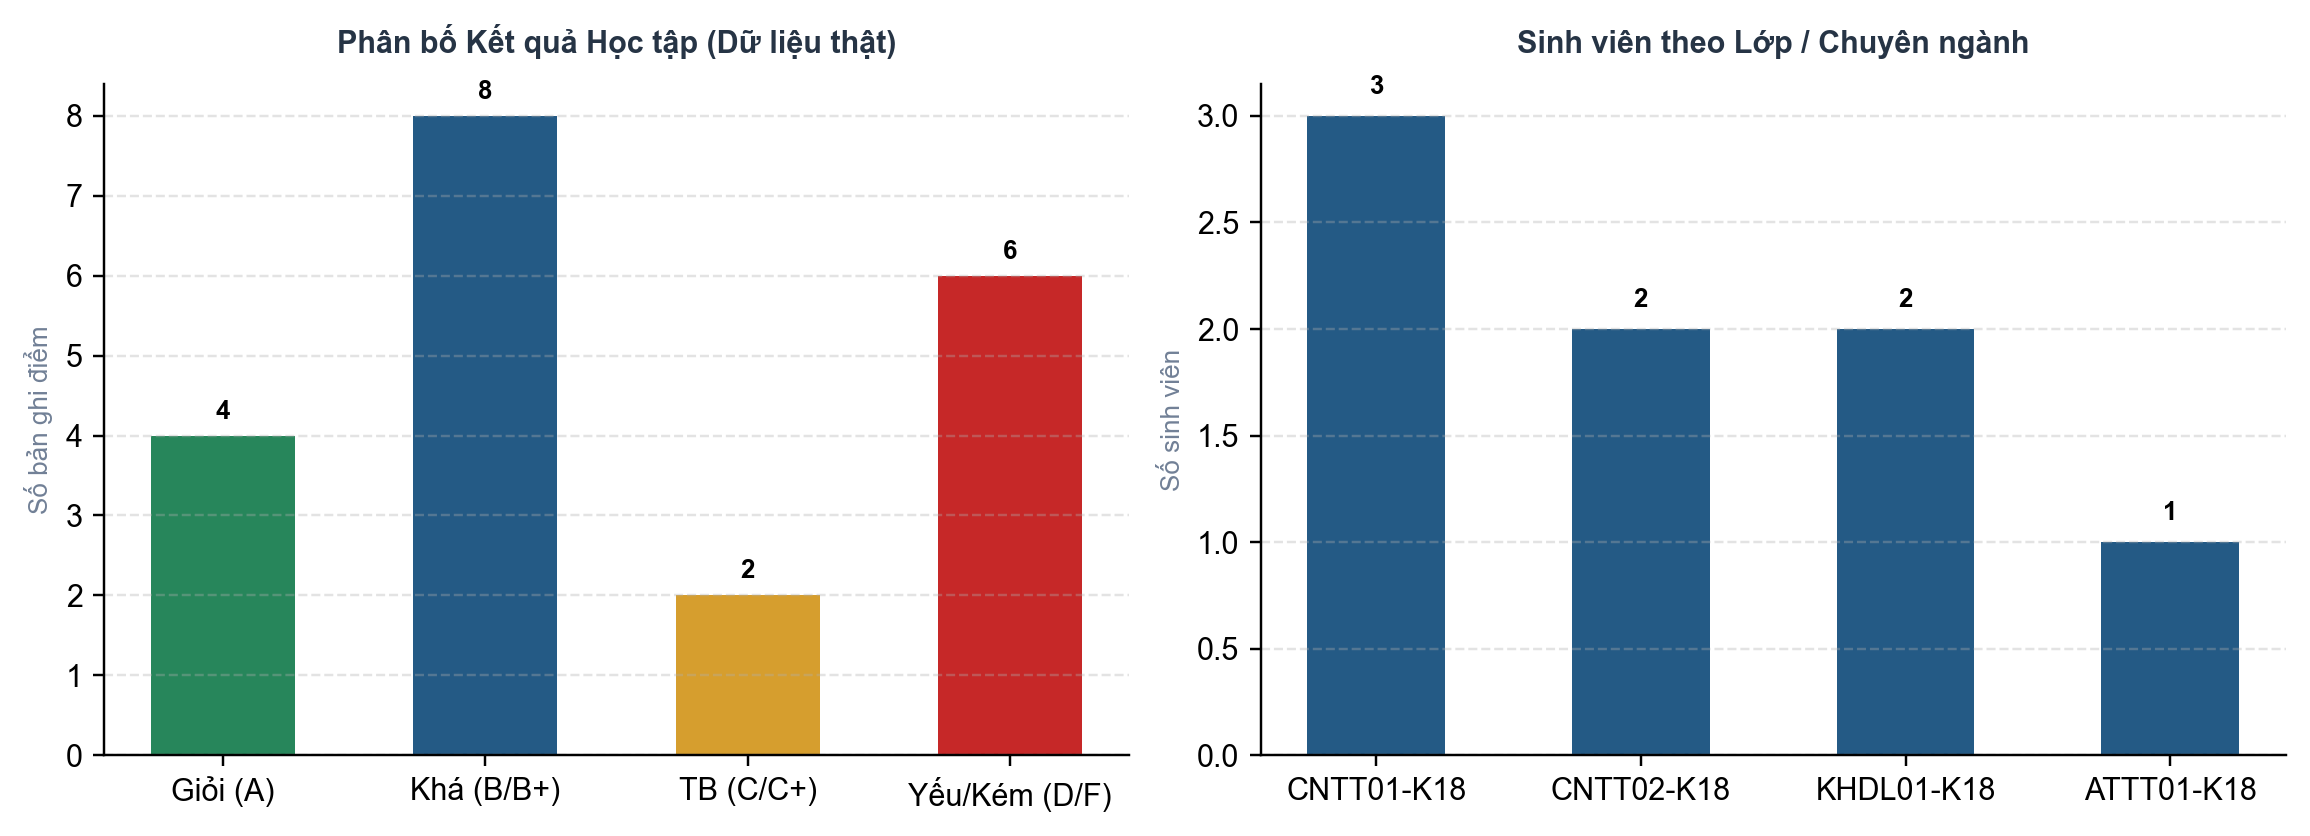 Phân bố Kết quả Học tập (Dữ liệu thật)
Số bản ghi điểm
8
7
6
5
4
3
2
1
0
4
8
2
6
Giỏi (A)
Khá (B/B+)
TB (C/C+)
Yếu/Kém (D/F)
Sinh viên theo Lớp / Chuyên ngành
Số sinh viên
3.0
2.5
2.0
1.5
1.0
0.5
0.0
3
2
2
1
CNTT01-K18
CNTT02-K18
KHDL01-K18
ATTT01-K18